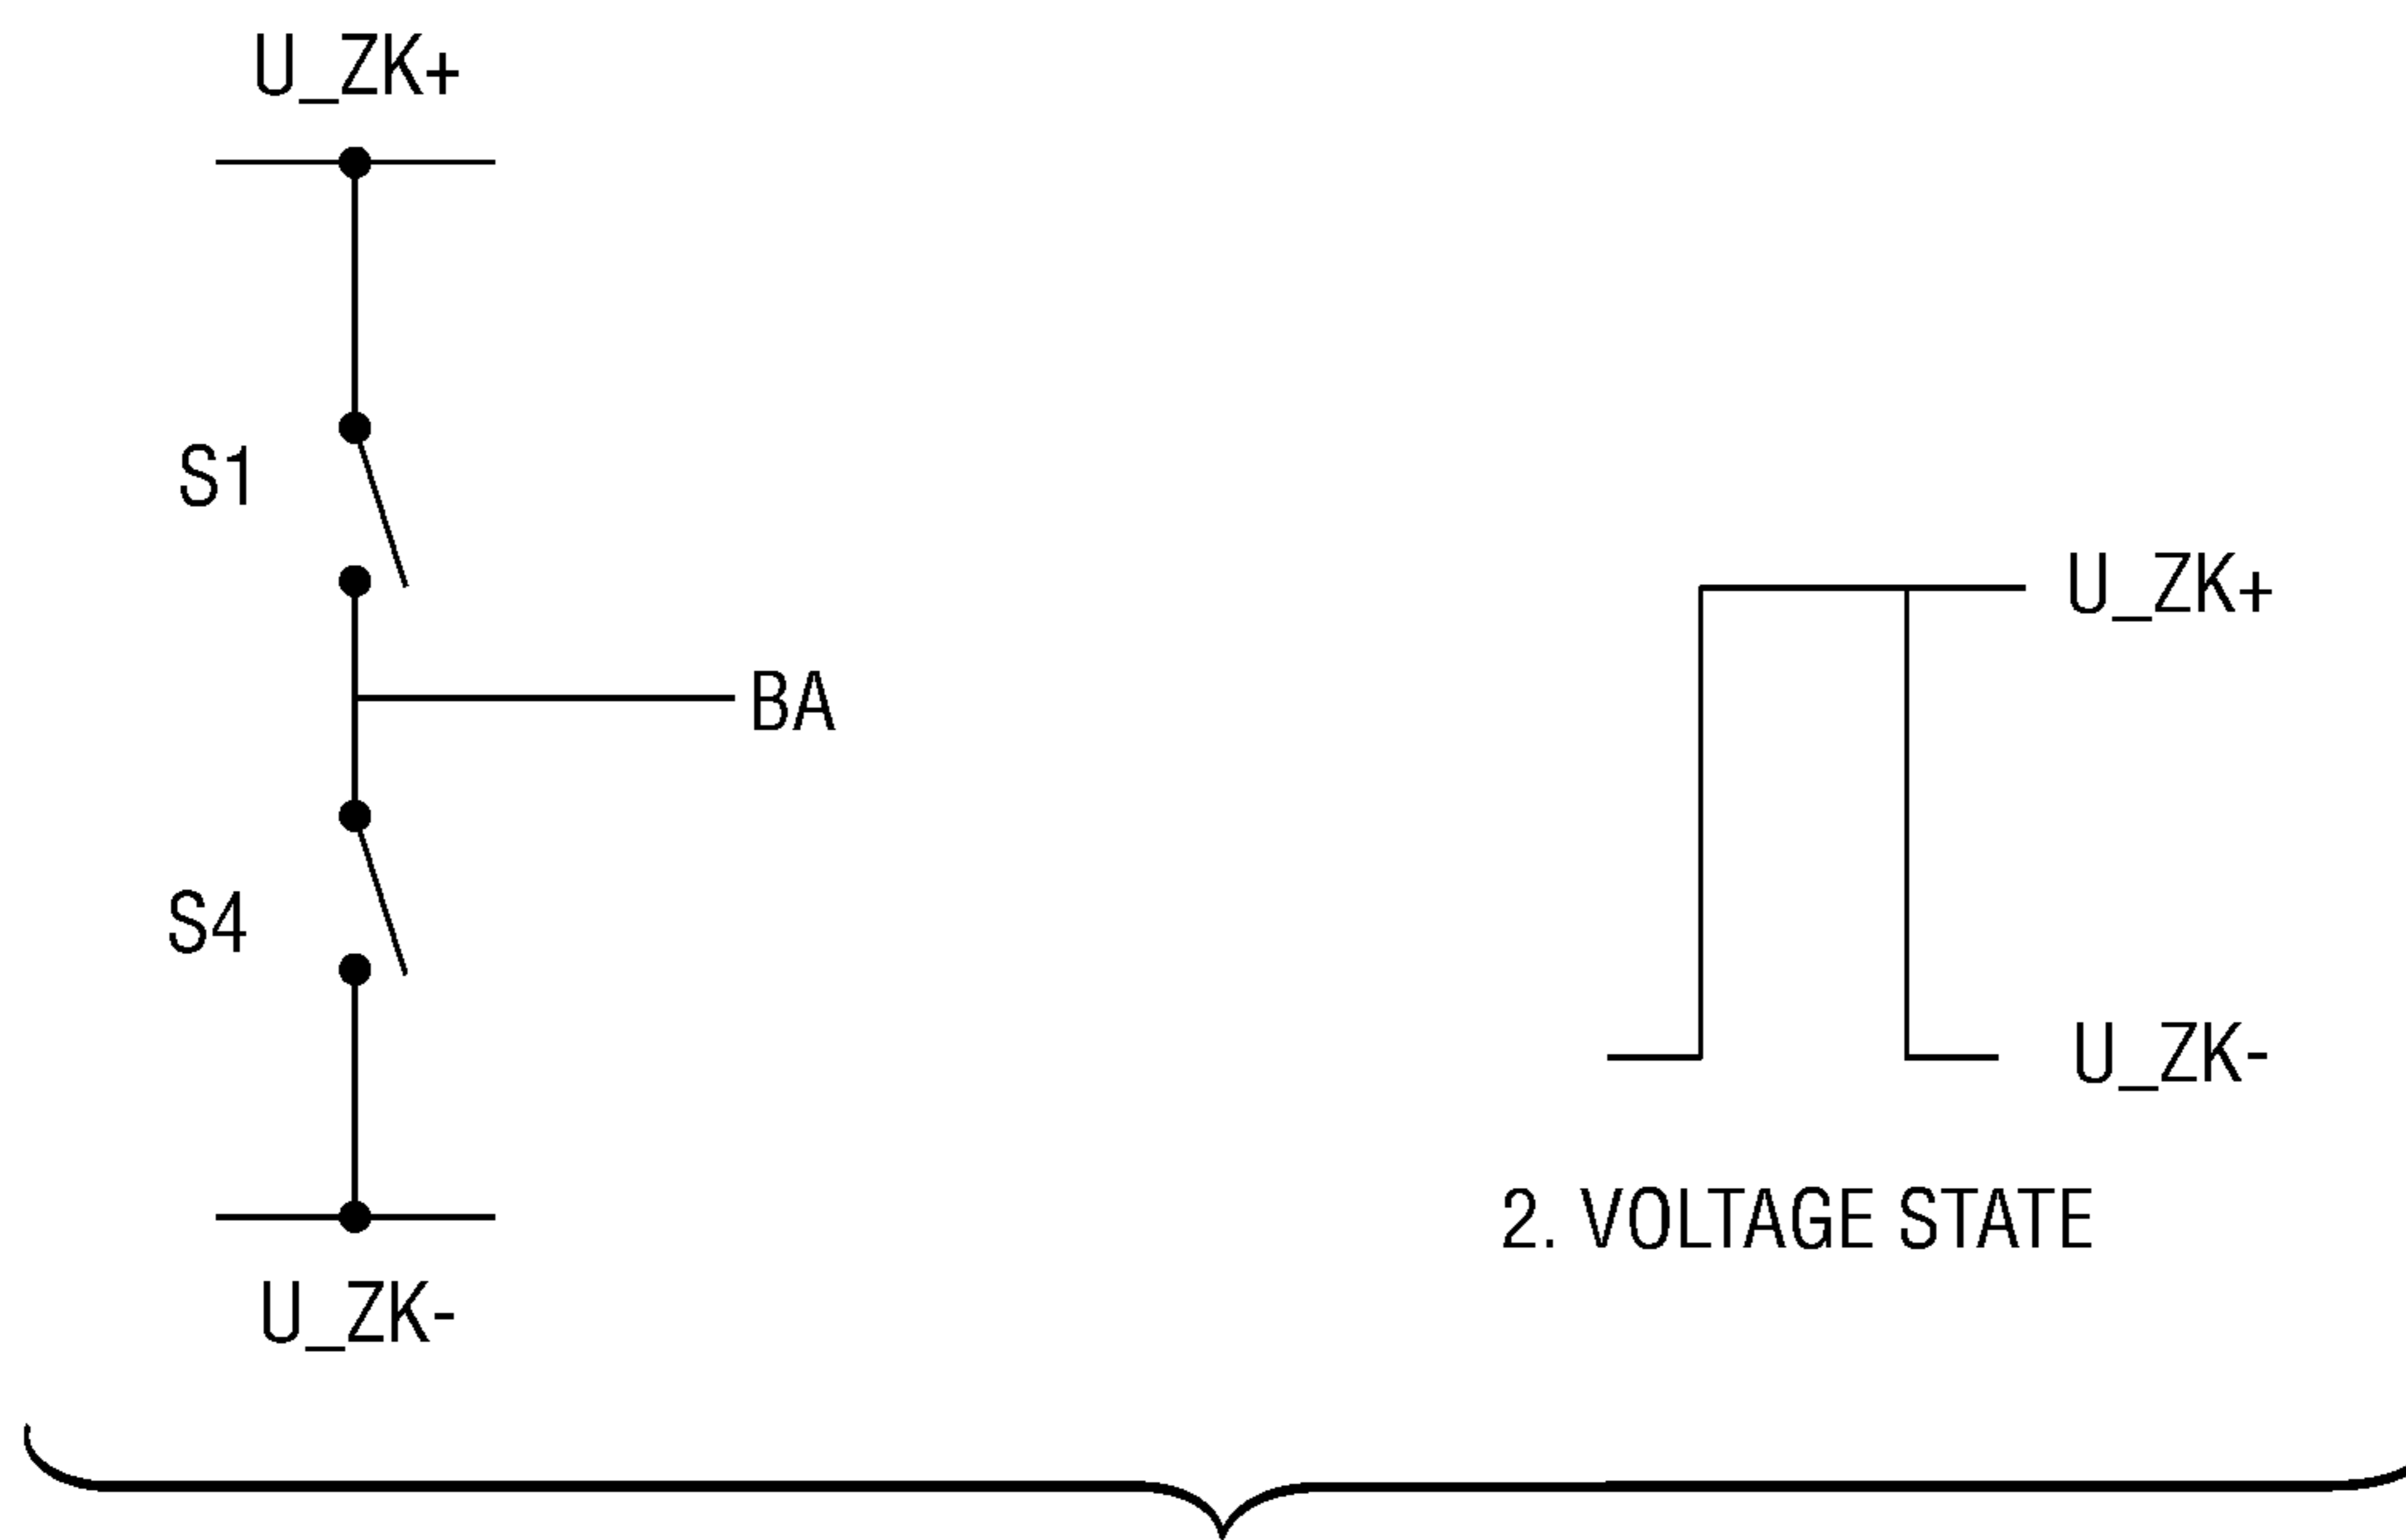 U_ZK+
S1
BA
S4
U_ZK-
U_ZK+
U_ZK-
2. VOLTAGE STATE